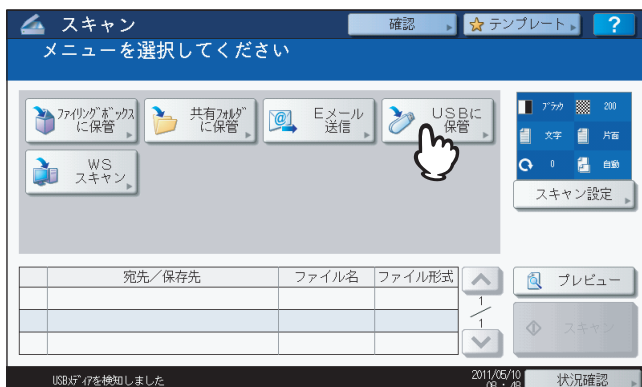 スキャン
確認
テンプレート
?
メニューを選択してください
ファイリングボックス
に保管
共有フォルダ
に保管
Eメール
送信
USBに
保管
WS
スキャン
ブラック
200
文字
片面
0
自動
スキャン設定
宛先/保存先
ファイル名
ファイル形式
1
1
プレビュー
スキャン
USBメディアを検知しました
2011/05/10
08:48
状況確認